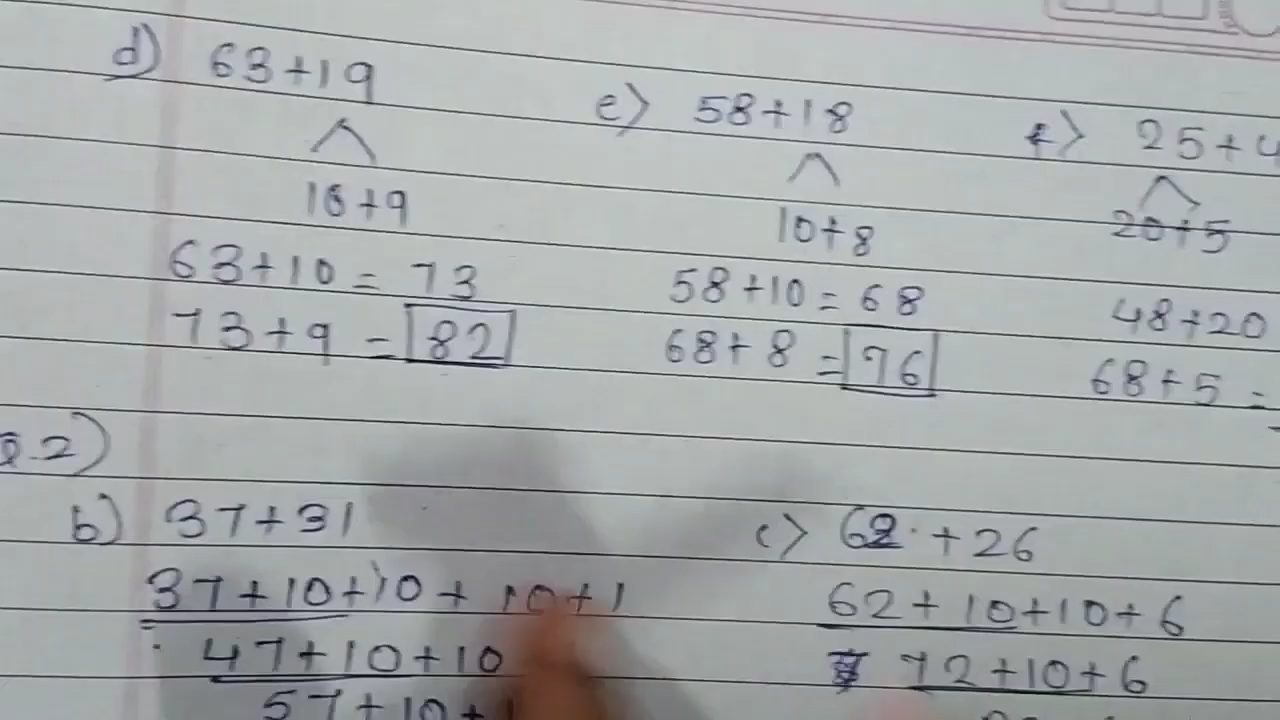 d) 63+19
10+9
63+10 = 73
73+9 = 82
e) 58+18
10+8
58+10 = 68
68+8 = 76
f) 25+4
20+5
48+20
68+5 =
2)
b) 37+31
37+10+10+10+1
47+10+10
57+10+
c) 62+26
62+10+10+6
72+10+6